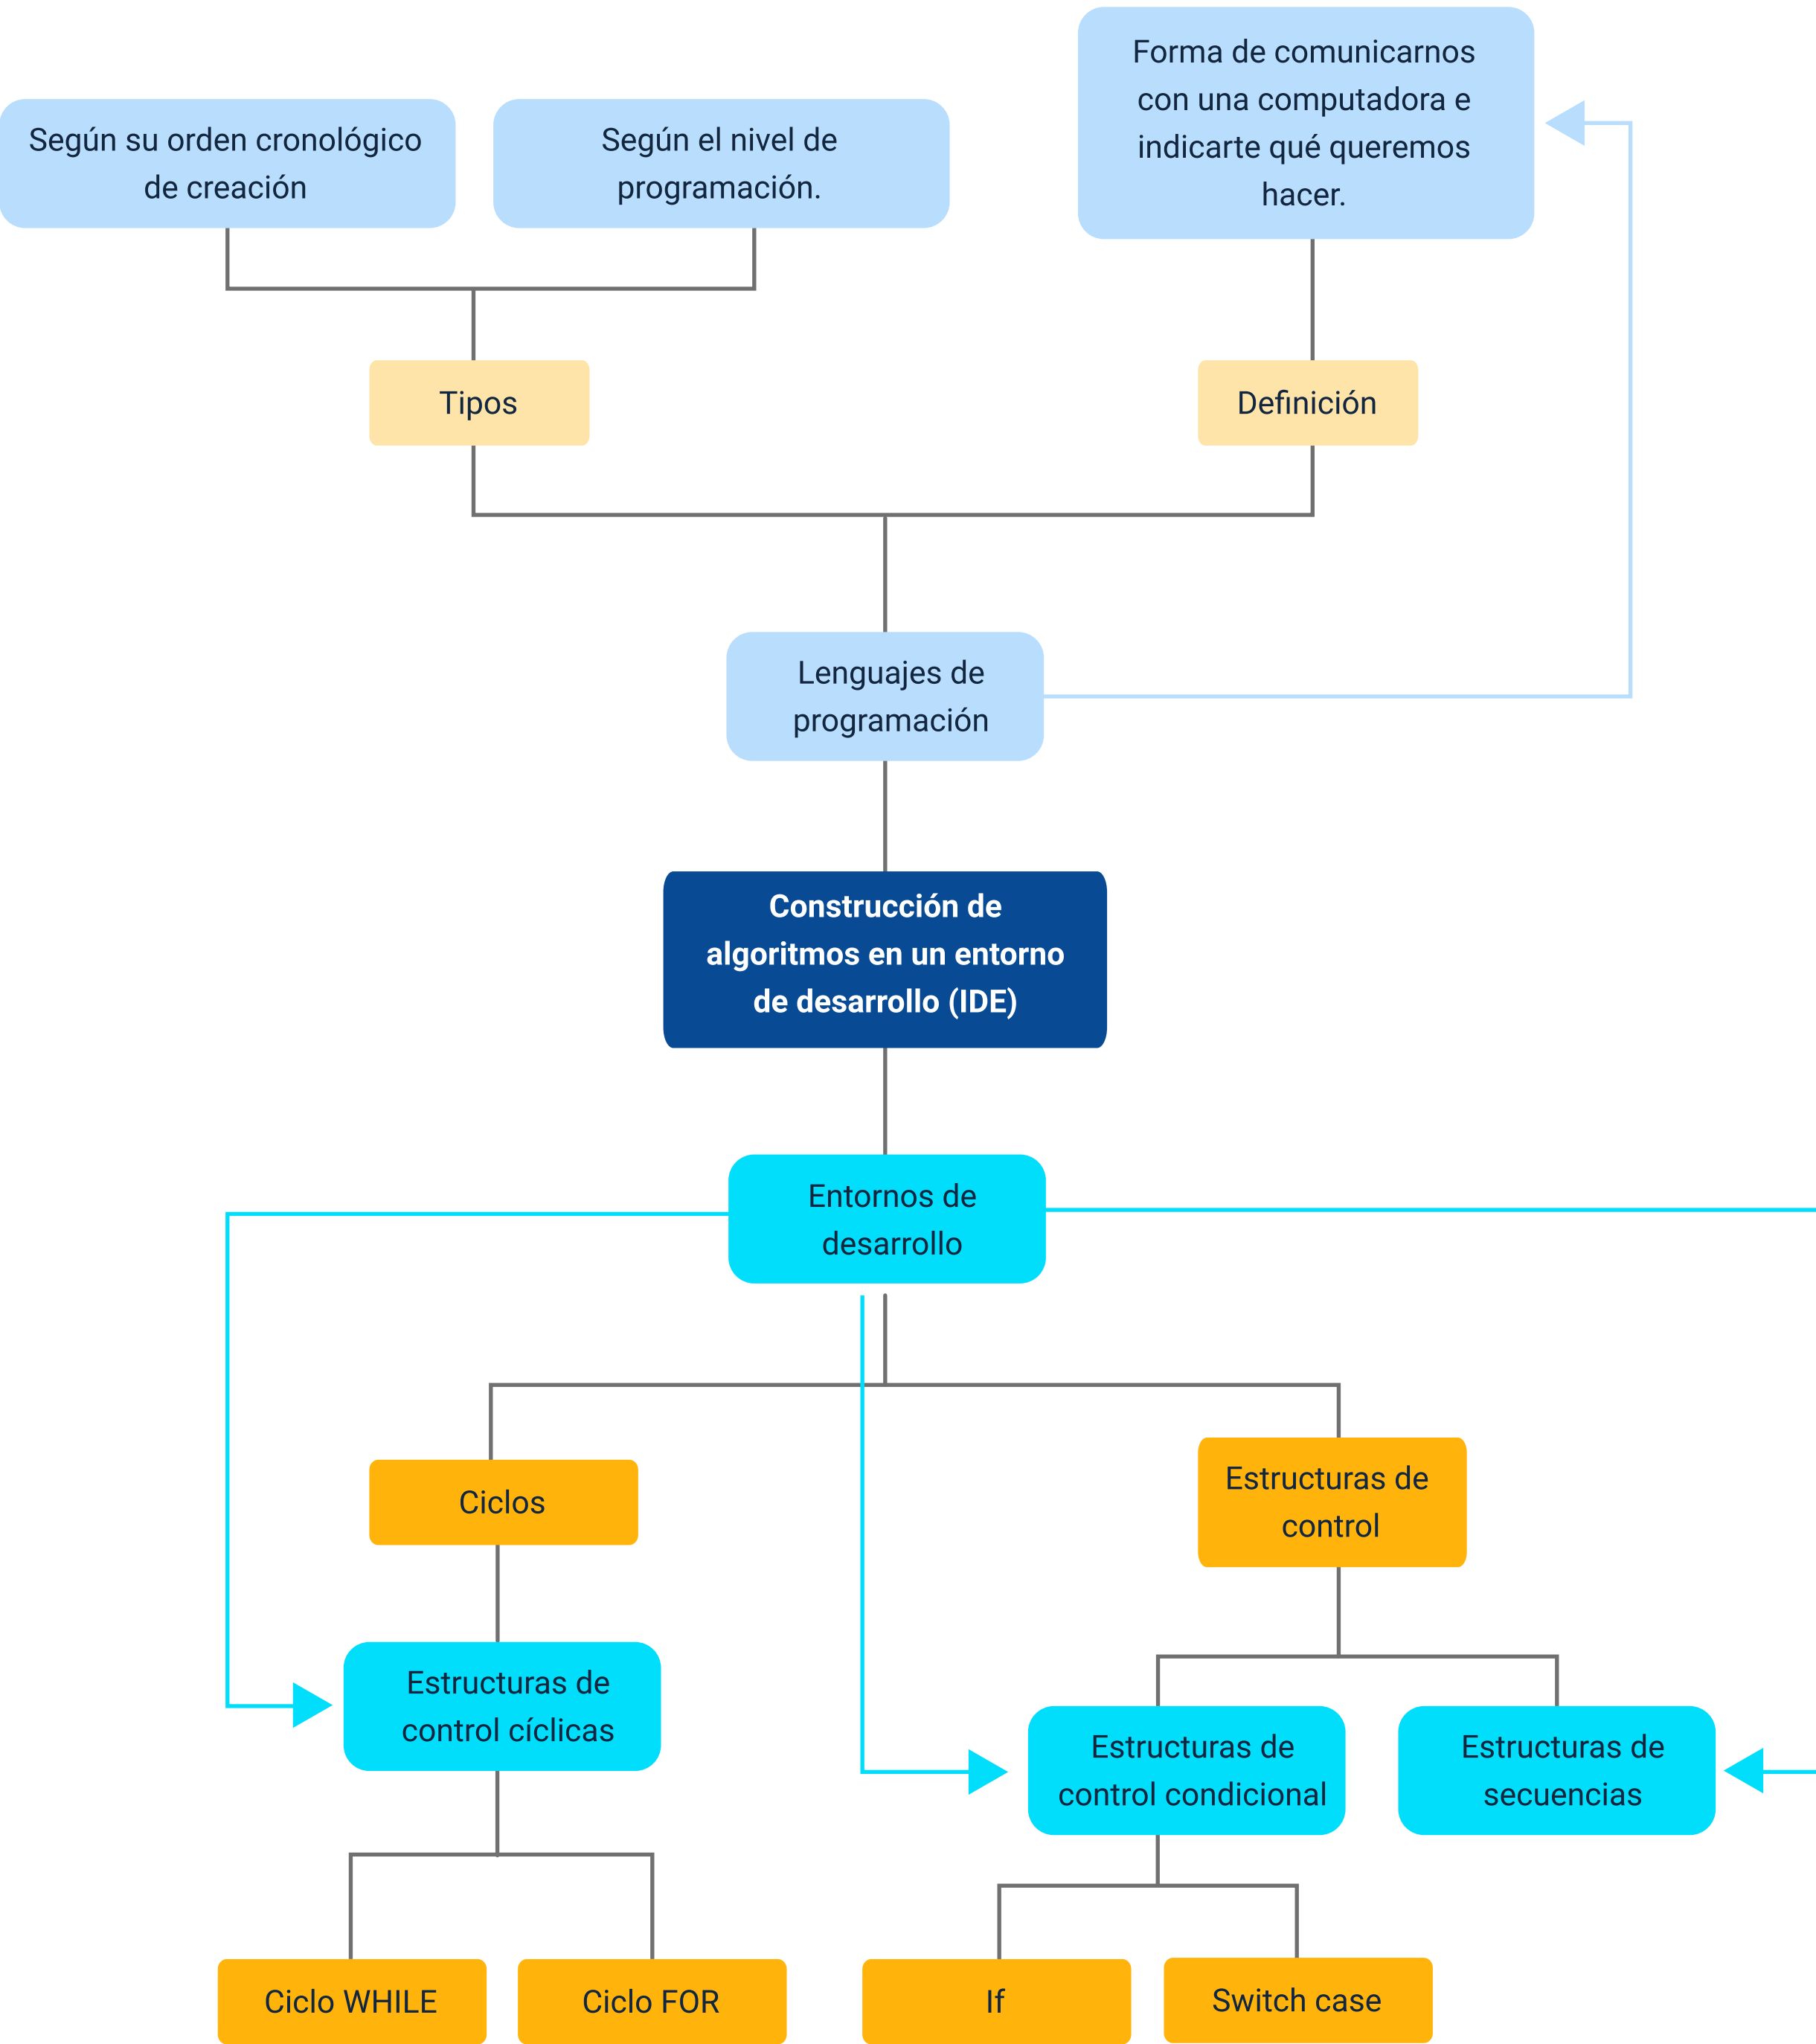 Forma de comunicarnos
con una computadora e
indicarte qué queremos
hacer.
Según su orden cronológico
de creación
Según el nivel de
programación.
Tipos
Definición
Lenguajes de
programación
Construcción de
algoritmos en un entorno
de desarrollo (IDE)
Entornos de
desarrollo
Ciclos
Estructuras de
control
Estructuras de
control cíclicas
Estructuras de
control condicional
Estructuras de
secuencias
Ciclo WHILE
Ciclo FOR
If
Switch case